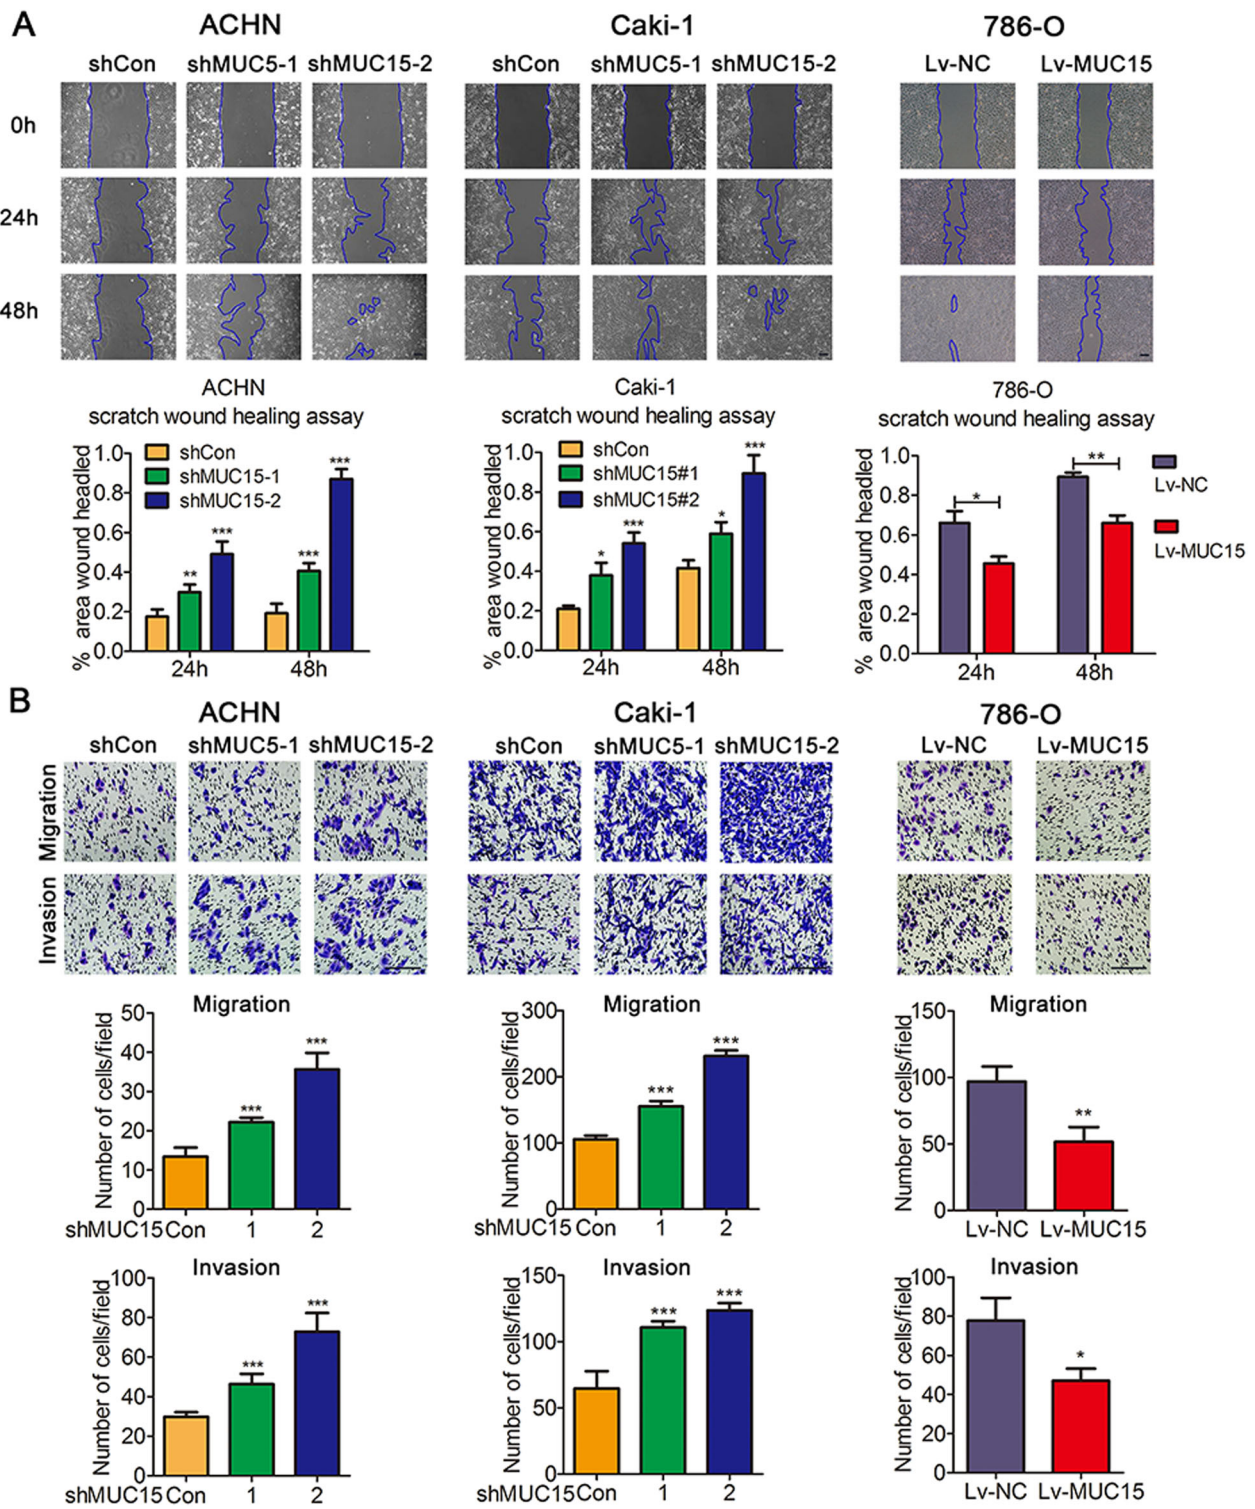 A
ACHN
Caki-1
786-O
shCon shMUC5-1 shMUC15-2
shCon shMUC5-1 shMUC15-2
Lv-NC Lv-MUC15
0h
24h
48h
ACHN
scratch wound healing assay
% area wound headled
1.0
0.8
0.6
0.4
0.2
0.0
shCon
shMUC15-1
shMUC15-2
**
***
***
***
24h 48h
Caki-1
scratch wound healing assay
% area wound headled
1.0
0.8
0.6
0.4
0.2
0.0
shCon
shMUC15#1
shMUC15#2
*
***
*
***
24h 48h
786-O
scratch wound healing assay
% area wound headled
1.0
0.8
0.6
0.4
0.2
0.0
*
**
Lv-NC
Lv-MUC15
24h 48h
B
ACHN
Caki-1
786-O
shCon shMUC5-1 shMUC15-2
shCon shMUC5-1 shMUC15-2
Lv-NC Lv-MUC15
Migration
Invasion
Migration
Number of cells/field
50
40
30
20
10
0
***
***
shMUC15 Con 1 2
Migration
Number of cells/field
300
200
100
0
***
***
shMUC15 Con 1 2
Migration
Number of cells/field
150
100
50
0
**
Lv-NC Lv-MUC15
Invasion
Number of cells/field
100
80
60
40
20
0
***
***
shMUC15 Con 1 2
Invasion
Number of cells/field
150
100
50
0
***
***
shMUC15 Con 1 2
Invasion
Number of cells/field
100
80
60
40
20
0
*
Lv-NC Lv-MUC15